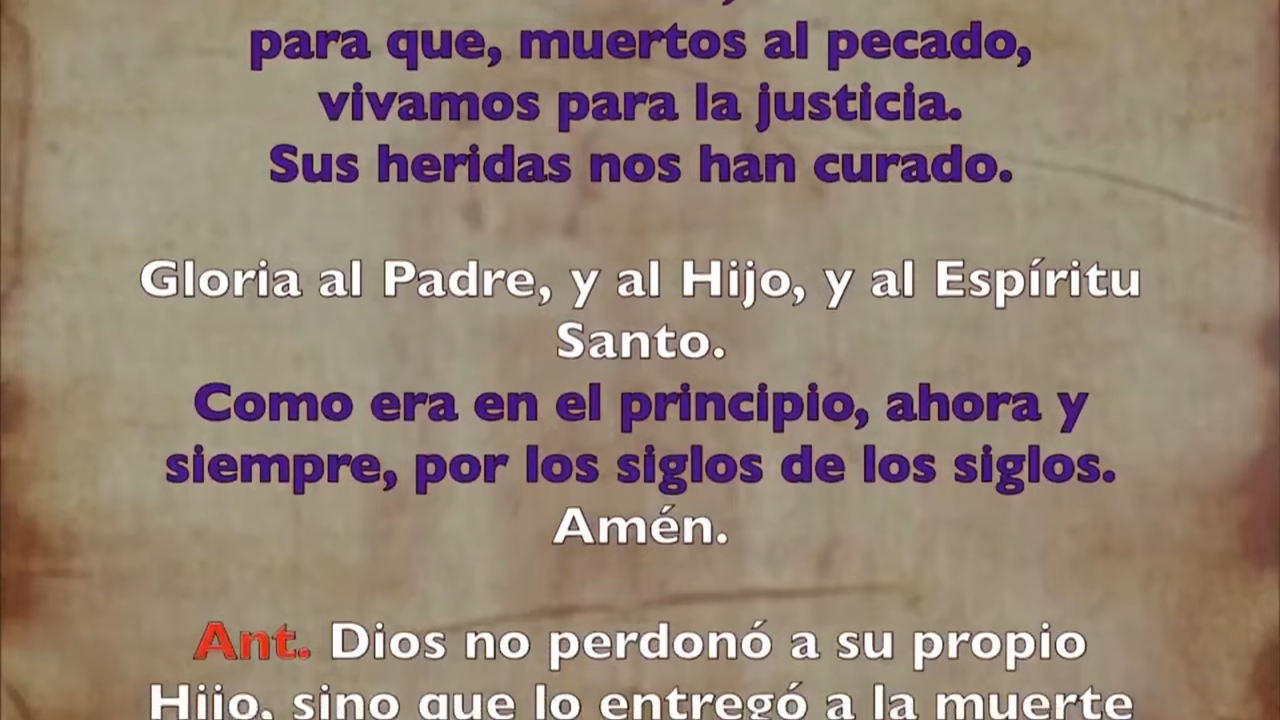 para que, muertos al pecado,
vivamos para la justicia.
Sus heridas nos han curado.
Gloria al Padre, y al Hijo, y al Espíritu
Santo.
Como era en el principio, ahora y
siempre, por los siglos de los siglos.
Amén.
Ant. Dios no perdonó a su propio
Hijo, sino que lo entregó a la muerte